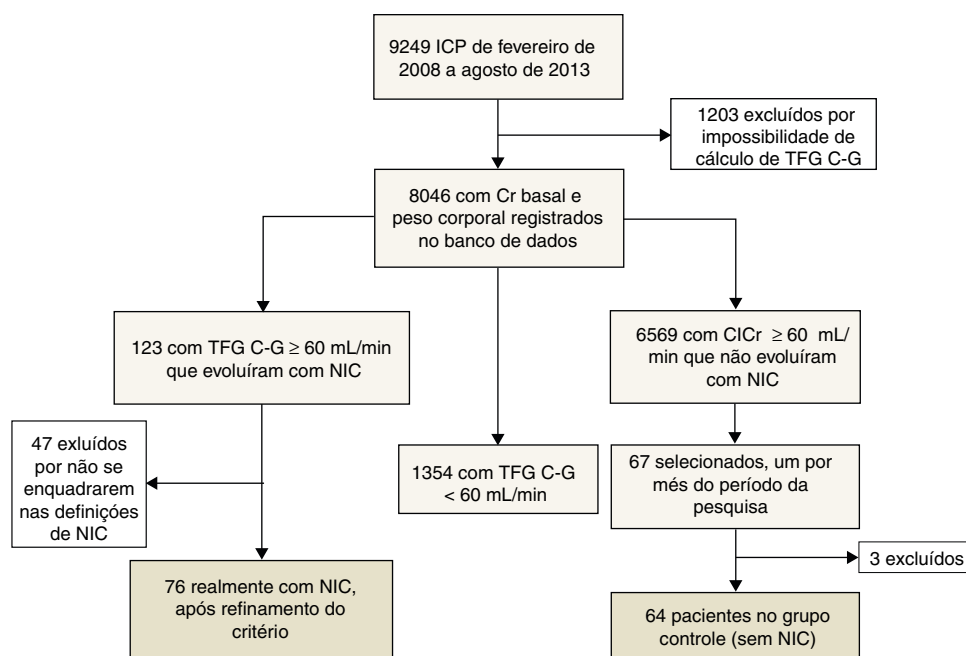 9249 ICP de fevereiro de
2008 a agosto de 2013
1203 excluídos por
impossibilidade de
cálculo de TFG C-G
8046 com Cr basal e
peso corporal registrados
no banco de dados
123 com TFG C-G ≥ 60 mL/min
que evoluíram com NIC
6569 com ClCr ≥ 60 mL/
min que não evoluíram
com NIC
47 exluídos
por não se
enquadrarem
nas definições
de NIC
1354 com TFG C-G
< 60 mL/min
67 selecionados, um por
més do período da
pesquisa
3 excluídos
76 realmente com NIC,
após refinamento do
critério
64 pacientes no grupo
controle (sem NIC)